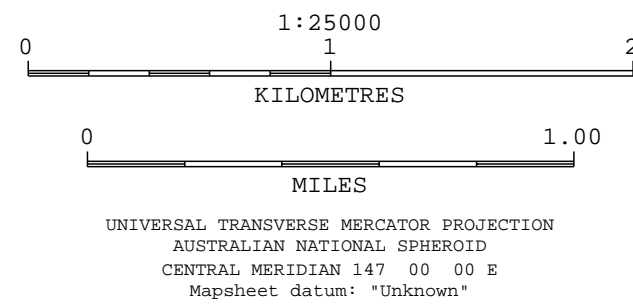 1:25000
0 1 2
KILOMETRES
0 1.00
MILES
UNIVERSAL TRANSVERSE MERCATOR PROJECTION
AUSTRALIAN NATIONAL SPHEROID
CENTRAL MERIDIAN 147 00 00 E
Mapsheet datum: "Unknown"